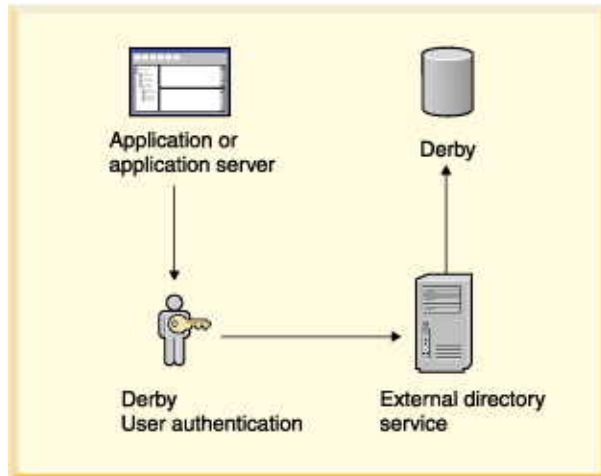 Application or
application server
Derby
Derby
User authentication
External directory
service